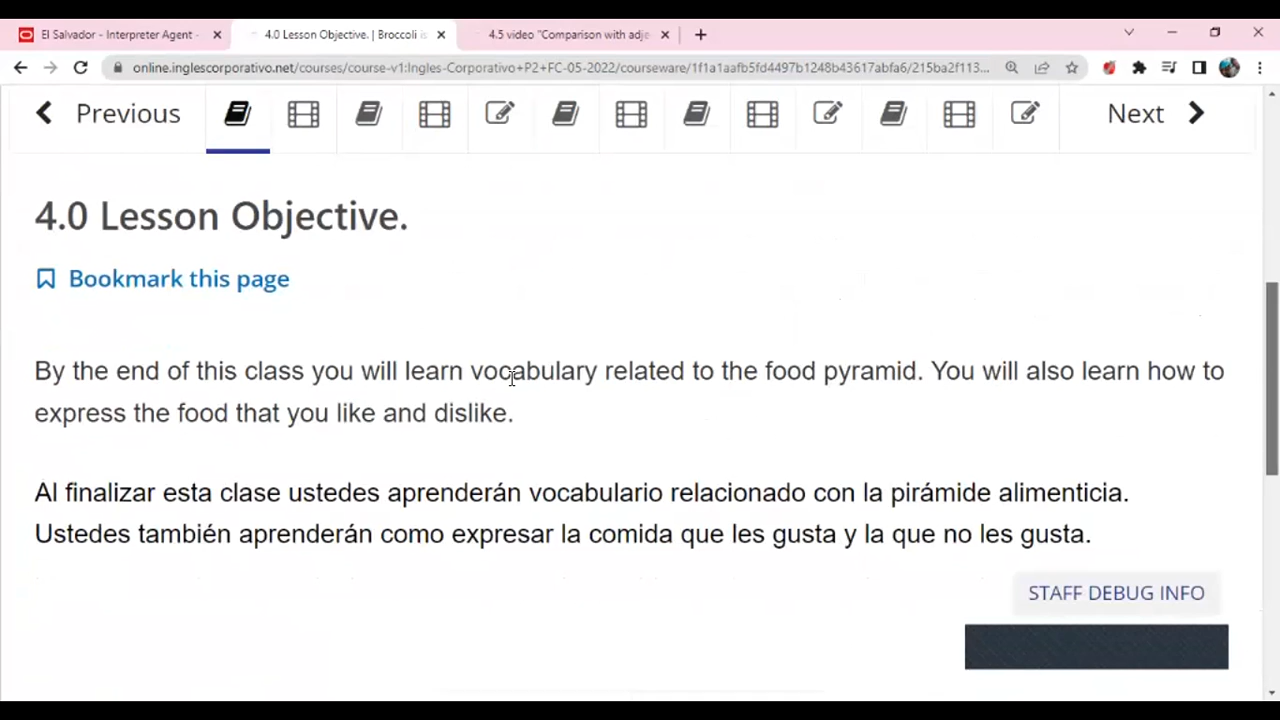 El Salvador - Interpreter Agent -
4.0 Lesson Objective. | Broccoli is
4.5 video "Comparison with adje
online.inglescorporativo.net/courses/course-v1:Ingles-Corporativo+P2+FC-05-2022/courseware/1f1a1aafb5fd4497b1248b43617abfa6/215ba2f113...
Previous
Next
4.0 Lesson Objective.
Bookmark this page
By the end of this class you will learn vocabulary related to the food pyramid. You will also learn how to
express the food that you like and dislike.
Al finalizar esta clase ustedes aprenderán vocabulario relacionado con la pirámide alimenticia.
Ustedes también aprenderán como expresar la comida que les gusta y la que no les gusta.
STAFF DEBUG INFO